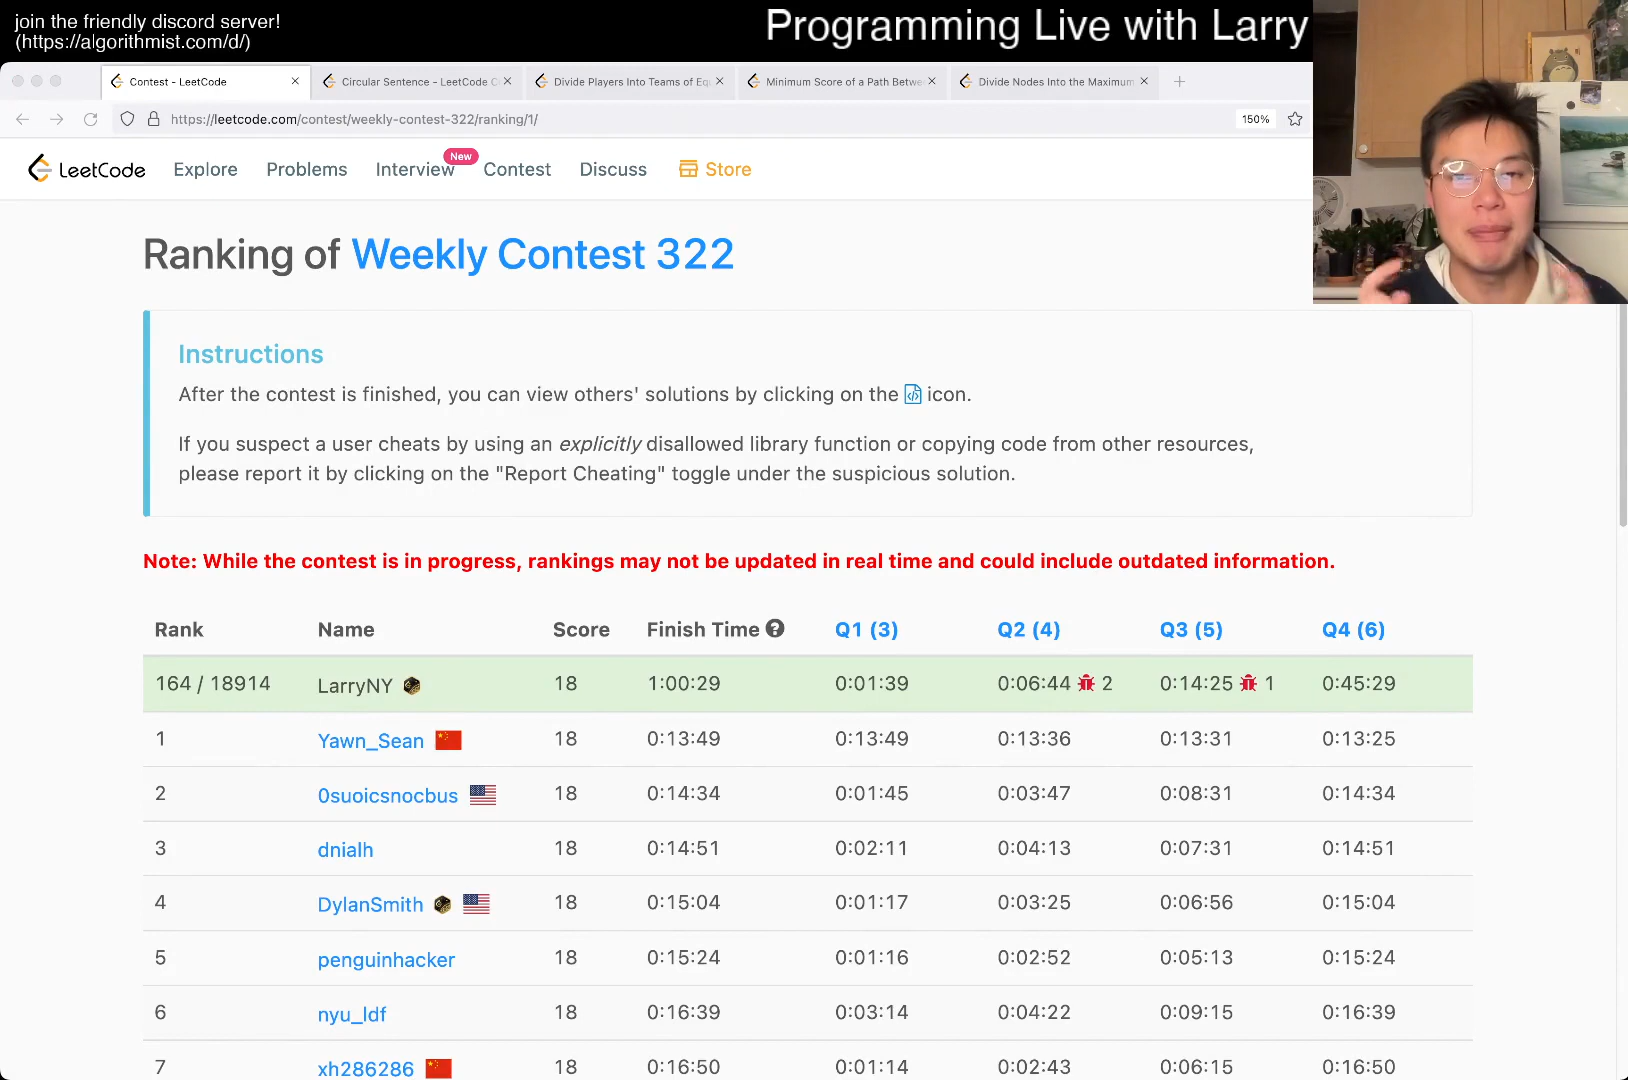 join the friendly discord server!
(https://algorithmist.com/d/)
Programming Live with Larry
Contest - LeetCode
Circular Sentence - LeetCode C
Divide Players Into Teams of Eq
Minimum Score of a Path Betwe
Divide Nodes Into the Maximum
https://leetcode.com/contest/weekly-contest-322/ranking/1/
150%
LeetCode
Explore
Problems
Interview
New
Contest
Discuss
Store
Ranking of Weekly Contest 322
Instructions
After the contest is finished, you can view others' solutions by clicking on the icon.
If you suspect a user cheats by using an explicitly disallowed library function or copying code from other resources,
please report it by clicking on the "Report Cheating" toggle under the suspicious solution.
Note: While the contest is in progress, rankings may not be updated in real time and could include outdated information.
Rank Name Score Finish Time Q1 (3) Q2 (4) Q3 (5) Q4 (6)
164 / 18914 LarryNY 18 1:00:29 0:01:39 0:06:44 2 0:14:25 1 0:45:29
1 Yawn_Sean 18 0:13:49 0:13:49 0:13:36 0:13:31 0:13:25
2 0suoicsnocbus 18 0:14:34 0:01:45 0:03:47 0:08:31 0:14:34
3 dnialh 18 0:14:51 0:02:11 0:04:13 0:07:31 0:14:51
4 DylanSmith 18 0:15:04 0:01:17 0:03:25 0:06:56 0:15:04
5 penguinhacker 18 0:15:24 0:01:16 0:02:52 0:05:13 0:15:24
6 nyu_ldf 18 0:16:39 0:03:14 0:04:22 0:09:15 0:16:39
7 xh286286 18 0:16:50 0:01:14 0:02:43 0:06:15 0:16:50